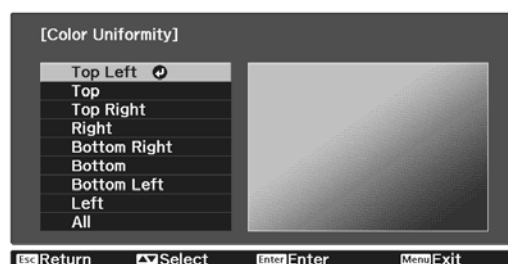 [Color Uniformity]
Top Left
Top
Top Right
Right
Bottom Right
Bottom
Bottom Left
Left
All
Esc Return Select Enter Enter Menu Exit